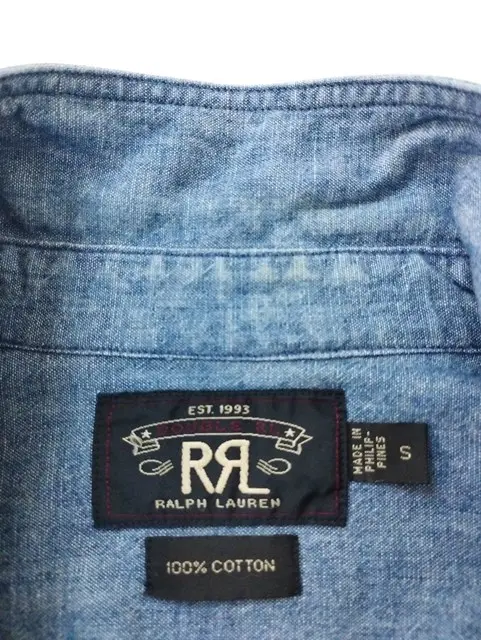 EST. 1993
DOUBLE RL
RRL
RALPH LAUREN
MADE IN
PHILIP-
PINES
S
100% COTTON